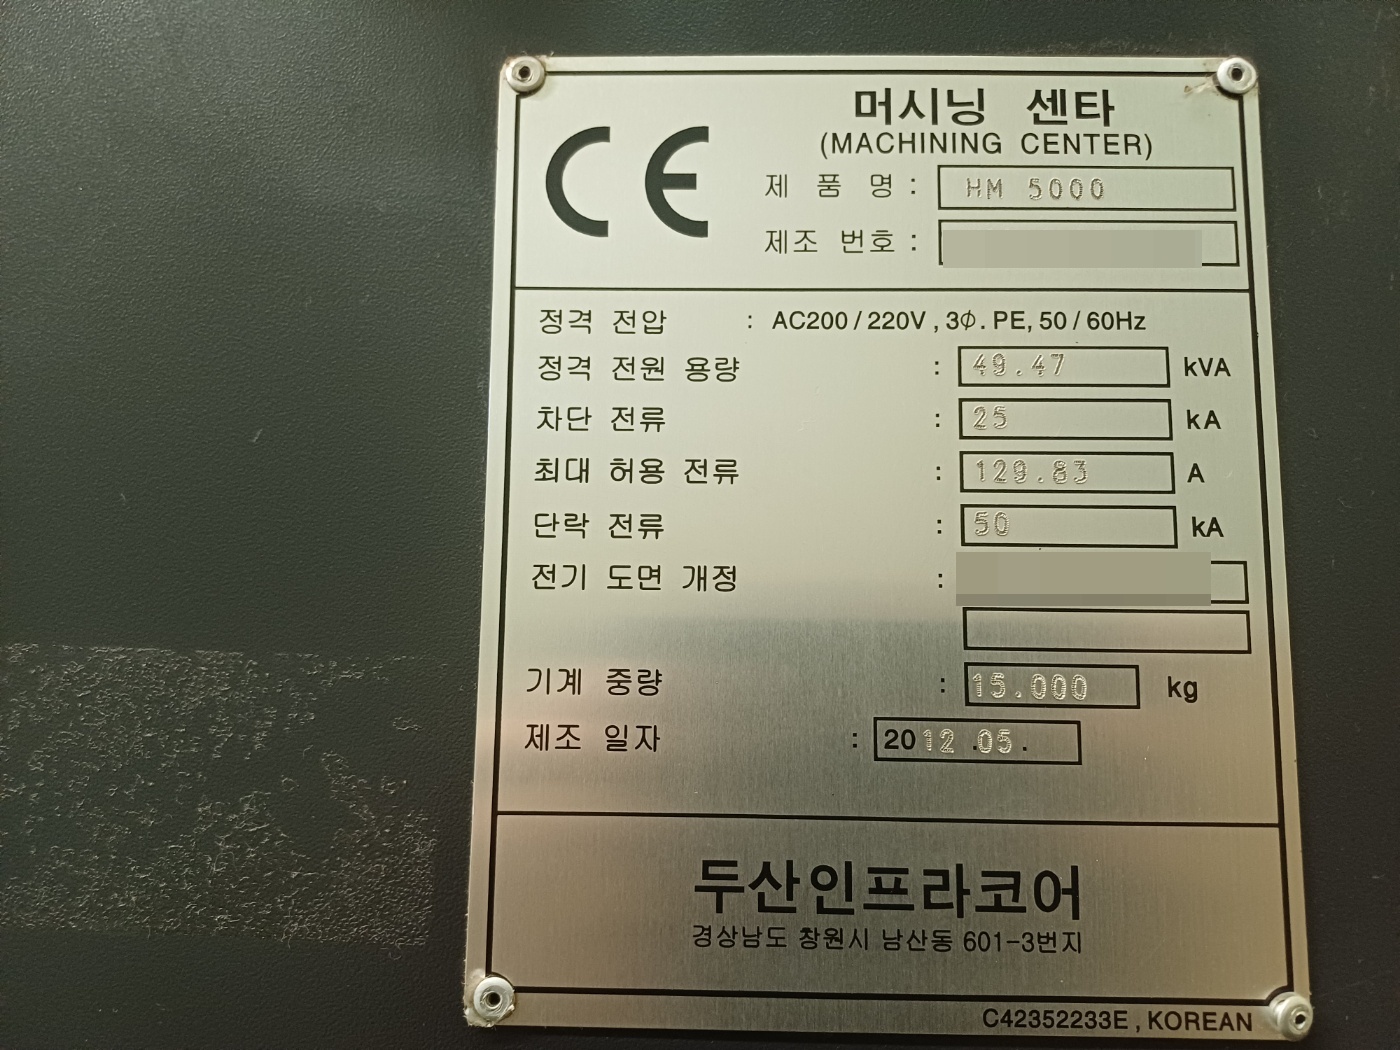 CE
머시닝 센타
(MACHINING CENTER)
제 품 명 : HM 5000
제조 번호 :
정격 전압 : AC200 / 220V , 3∅ . PE, 50 / 60Hz
정격 전원 용량 : 49.47 kVA
차단 전류 : 25 kA
최대 허용 전류 : 129.83 A
단락 전류 : 50 kA
전기 도면 개정 :
기계 중량 : 15.000 kg
제조 일자 : 2012 .05 .
두산인프라코어
경상남도 창원시 남산동 601-3번지
C42352233E , KOREAN